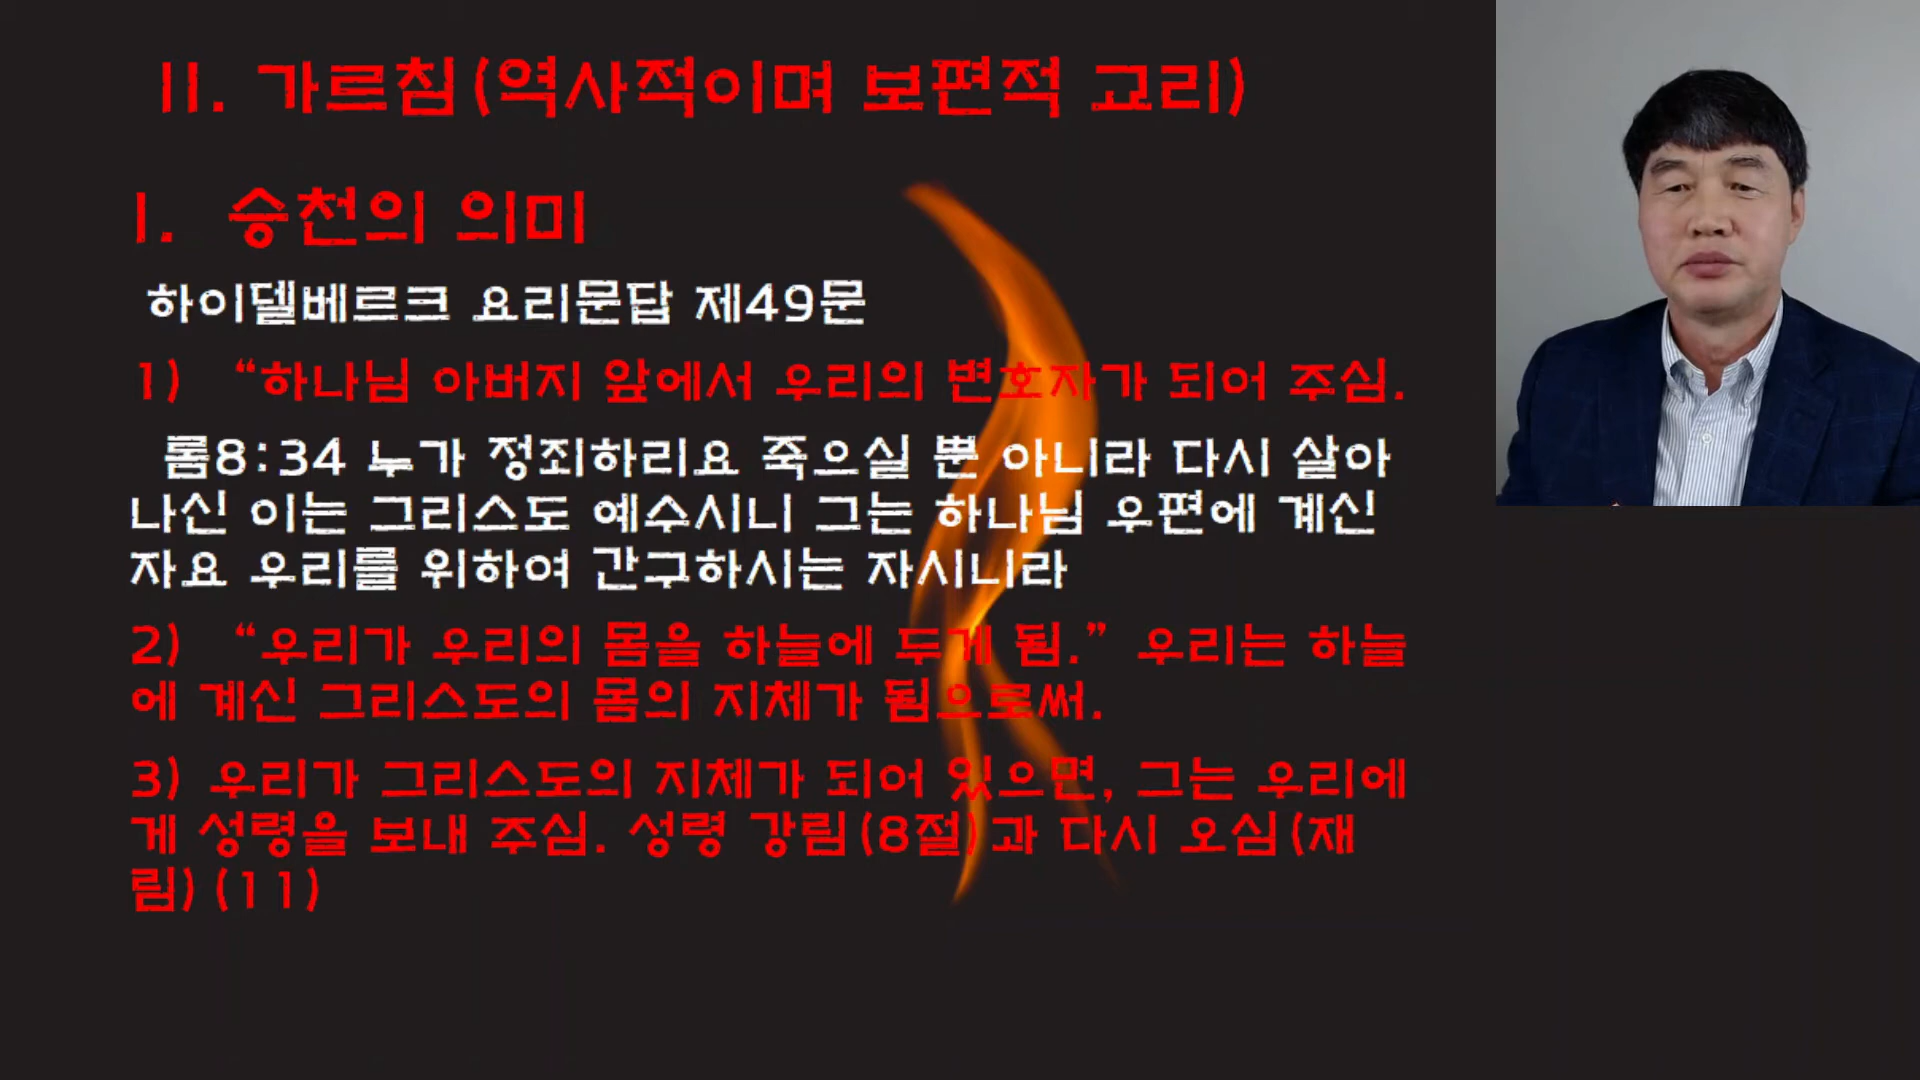 II. 가르침(역사적이며 보편적 교리)
I. 승천의 의미
하이델베르크 요리문답 제49문
1) “하나님 아버지 앞에서 우리의 변호자가 되어 주심.
롬8:34 누가 정죄하리요 죽으실 뿐 아니라 다시 살아
나신 이는 그리스도 예수시니 그는 하나님 우편에 계신
자요 우리를 위하여 간구하시는 자시니라
2) “우리가 우리의 몸을 하늘에 두게 됨.” 우리는 하늘
에 계신 그리스도의 몸의 지체가 됨으로써.
3) 우리가 그리스도의 지체가 되어 있으면, 그는 우리에
게 성령을 보내 주심. 성령 강림(8절)과 다시 오심(재
림)(11)